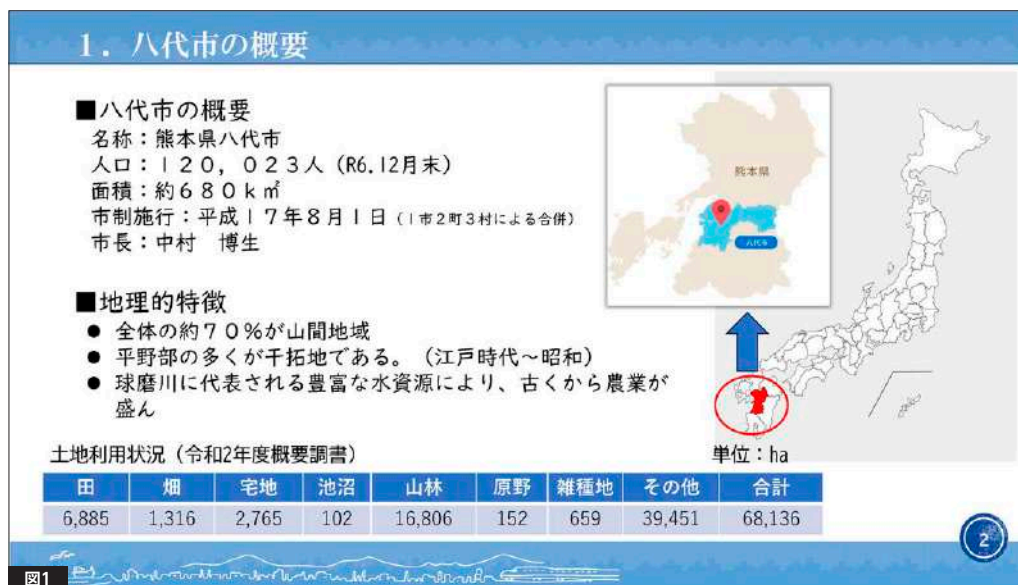 １．八代市の概要
■八代市の概要
名称：熊本県八代市
人口：１２０，０２３人（R6.12月末）
面積：約６８０ｋ㎡
市制施行：平成１７年８月１日（１市２町３村による合併）
市長：中村　博生
■地理的特徴
● 全体の約７０％が山間地域
● 平野部の多くが干拓地である。（江戸時代～昭和）
● 球磨川に代表される豊富な水資源により、古くから農業が
盛ん
熊本県
八代市
土地利用状況（令和2年度概要調書）
単位：ha
田 畑 宅地 池沼 山林 原野 雑種地 その他 合計
6,885 1,316 2,765 102 16,806 152 659 39,451 68,136
2
図1